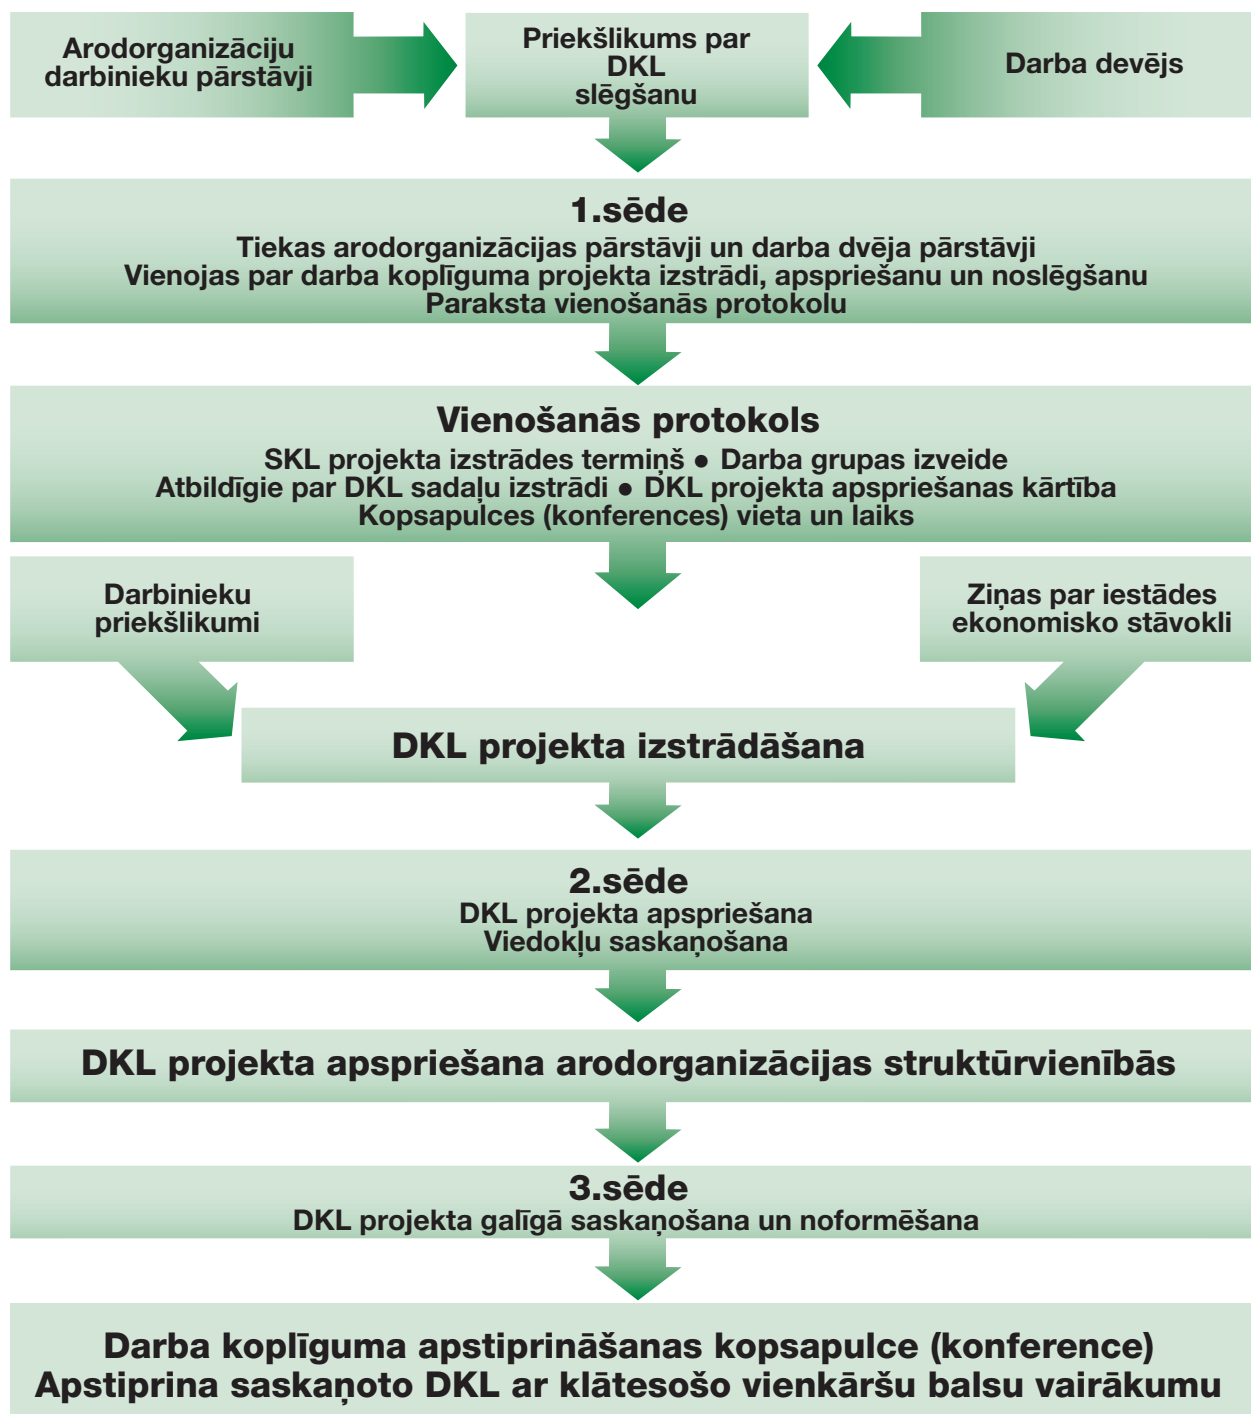 Arodorganizāciju
darbinieku pārstāvji
Priekšlikums par
DKL
slēgšanu
Darba devējs
1.sēde
Tiekas arodorganizācijas pārstāvji un darba dvēja pārstāvji
Vienojas par darba koplīguma projekta izstrādi, apspriešanu un noslēgšanu
Paraksta vienošanās protokolu
Vienošanās protokols
SKL projekta izstrādes termiņš ● Darba grupas izveide
Atbildīgie par DKL sadaļu izstrādi ● DKL projekta apspriešanas kārtība
Kopsapulces (konferences) vieta un laiks
Darbinieku
priekšlikumi
Ziņas par iestādes
ekonomisko stāvokli
DKL projekta izstrādāšana
2.sēde
DKL projekta apspriešana
Viedokļu saskaņošana
DKL projekta apspriešana arodorganizācijas struktūrvienībās
3.sēde
DKL projekta galīgā saskaņošana un noformēšana
Darba koplīguma apstiprināšanas kopsapulce (konference)
Apstiprina saskaņoto DKL ar klātesošo vienkāršu balsu vairākumu